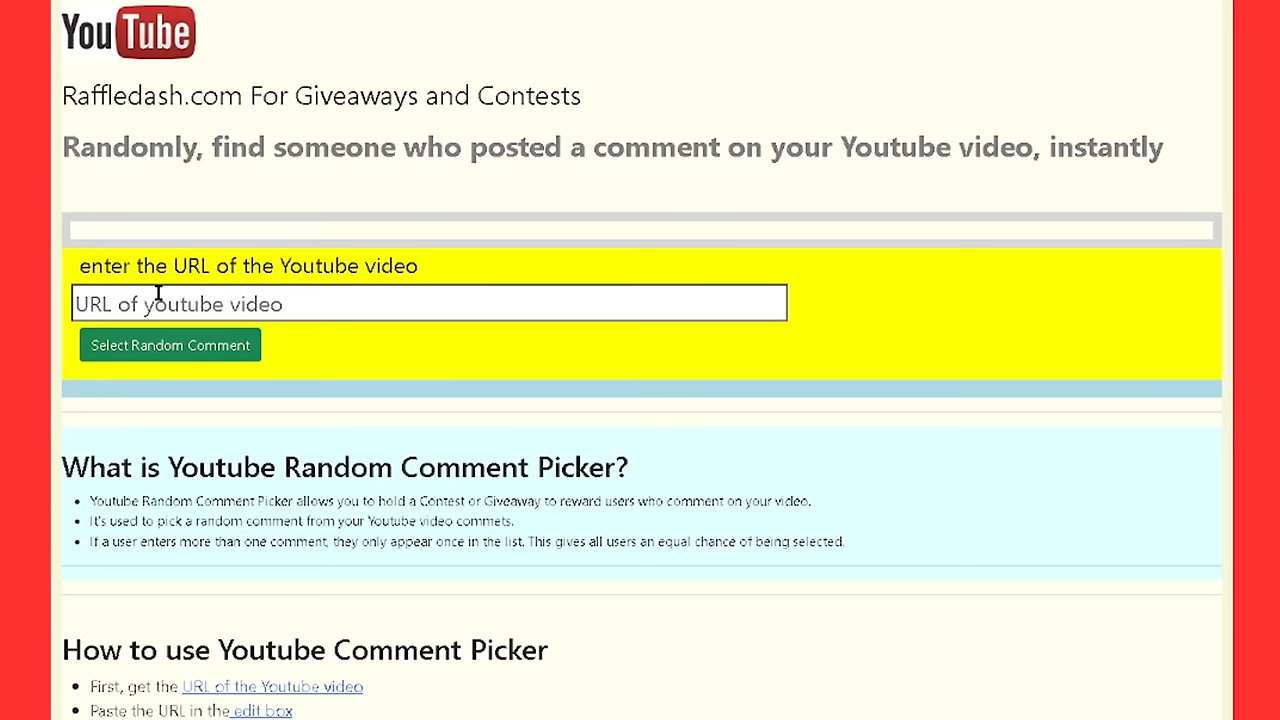 YouTube
Raffledash.com For Giveaways and Contests
Randomly, find someone who posted a comment on your Youtube video, instantly
enter the URL of the Youtube video
URL of youtube video
Select Random Comment
What is Youtube Random Comment Picker?
Youtube Random Comment Picker allows you to hold a Contest or Giveaway to reward users who comment on your video.
It's used to pick a random comment from your Youtube video commets.
If a user enters more than one comment, they only appear once in the list. This gives all users an equal chance of being selected.
How to use Youtube Comment Picker
First, get the URL of the Youtube video
Paste the URL in the edit box